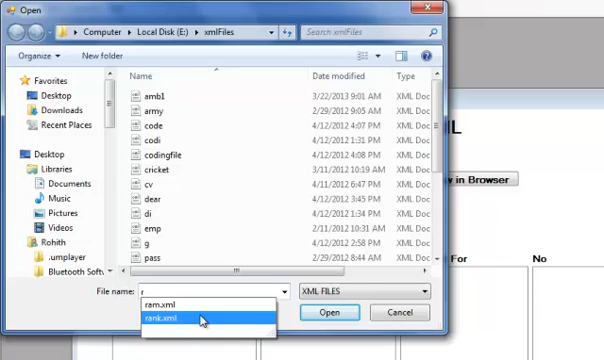 Open
Computer ▸ Local Disk (E:) ▸ xmlFiles
Search xmlFiles
Organize ▾ New folder
Favorites
Desktop
Downloads
Recent Places
Desktop
Libraries
Documents
Music
Pictures
Videos
Rohith
.umplayer
Bluetooth Softv
Name Date modified Type
amb1 3/22/2013 9:01 AM XML Doc
army 2/29/2012 9:05 AM XML Doc
code 4/12/2012 4:07 PM XML Doc
codi 4/12/2012 1:31 PM XML Doc
codingfile 4/12/2012 4:08 PM XML Doc
cricket 3/11/2012 10:19 AM XML Doc
cv 4/11/2012 6:47 PM XML Doc
dear 4/12/2012 3:45 PM XML Doc
di 4/12/2012 1:34 PM XML Doc
emp 2/11/2012 10:31 AM XML Doc
g 4/12/2012 2:58 PM XML Doc
pass 2/29/2012 8:44 AM XML Doc
File name: r
XML FILES
ram.xml
rank.xml
Open Cancel
ML
w in Browser
For No